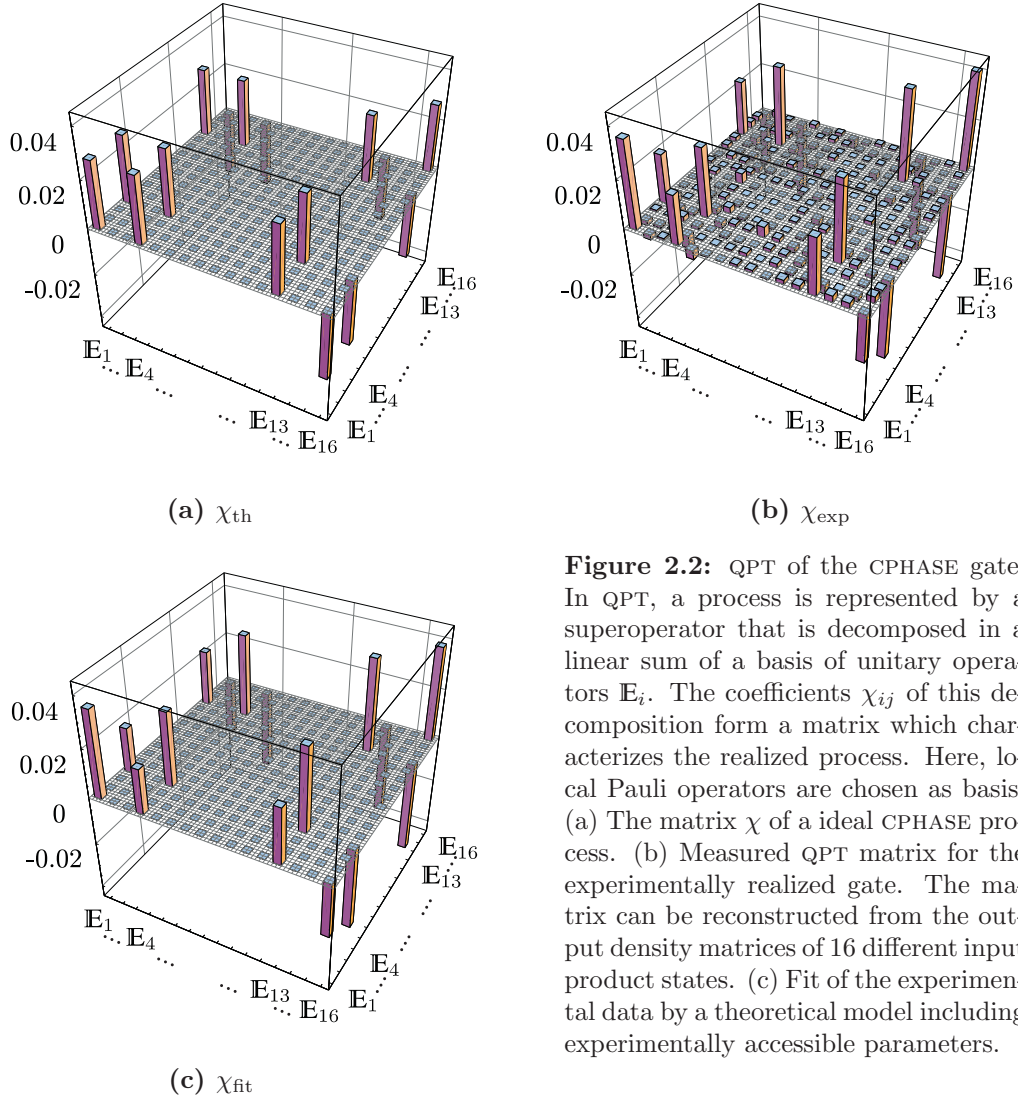 0.04
0.02
0
-0.02
𝔼1 ... 𝔼4 ... ... 𝔼13 ... 𝔼16
𝔼1 ... 𝔼4 ... ... 𝔼13 ... 𝔼16
(a) χth
0.04
0.02
0
-0.02
𝔼1 ... 𝔼4 ... ... 𝔼13 ... 𝔼16
𝔼1 ... 𝔼4 ... ... 𝔼13 ... 𝔼16
(b) χexp
0.04
0.02
0
-0.02
𝔼1 ... 𝔼4 ... ... 𝔼13 ... 𝔼16
𝔼1 ... 𝔼4 ... ... 𝔼13 ... 𝔼16
(c) χfit
Figure 2.2: QPT of the CPHASE gate
In QPT, a process is represented by a
superoperator that is decomposed in a
linear sum of a basis of unitary opera-
tors 𝔼i. The coefficients χij of this de-
composition form a matrix which char-
acterizes the realized process. Here, lo-
cal Pauli operators are chosen as basis.
(a) The matrix χ of a ideal CPHASE pro-
cess. (b) Measured QPT matrix for the
experimentally realized gate. The ma-
trix can be reconstructed from the out-
put density matrices of 16 different input
product states. (c) Fit of the experimen-
tal data by a theoretical model including
experimentally accessible parameters.